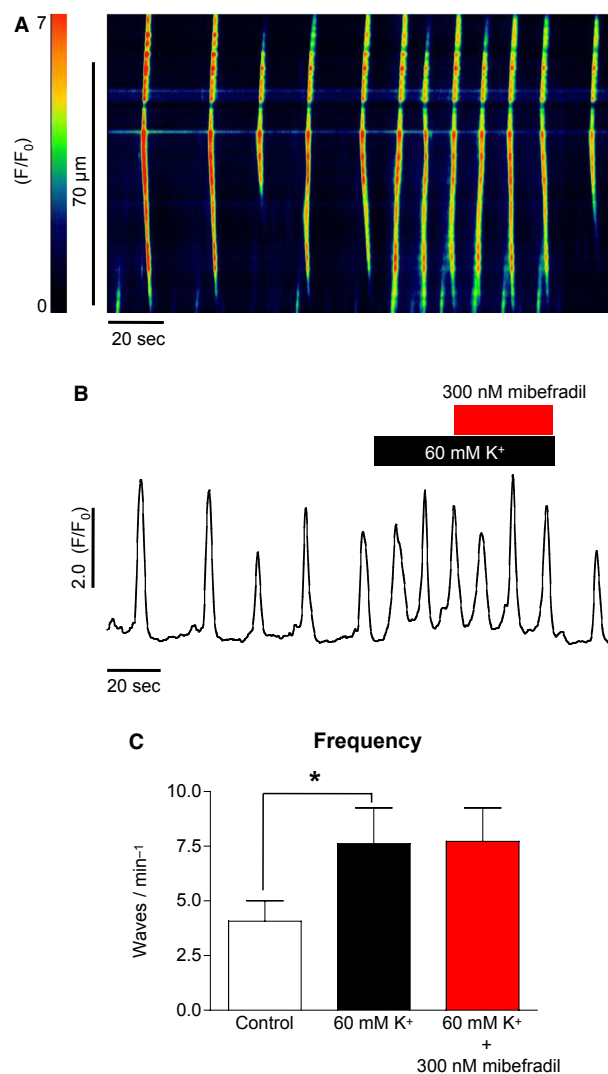 A
7
(F/F₀)
70 µm
0
20 sec
B
300 nM mibefradil
60 mM K⁺
2.0 (F/F₀)
20 sec
C
Frequency
*
10.0
7.5
5.0
2.5
0.0
Waves / min⁻¹
Control
60 mM K⁺
60 mM K⁺
+
300 nM mibefradil